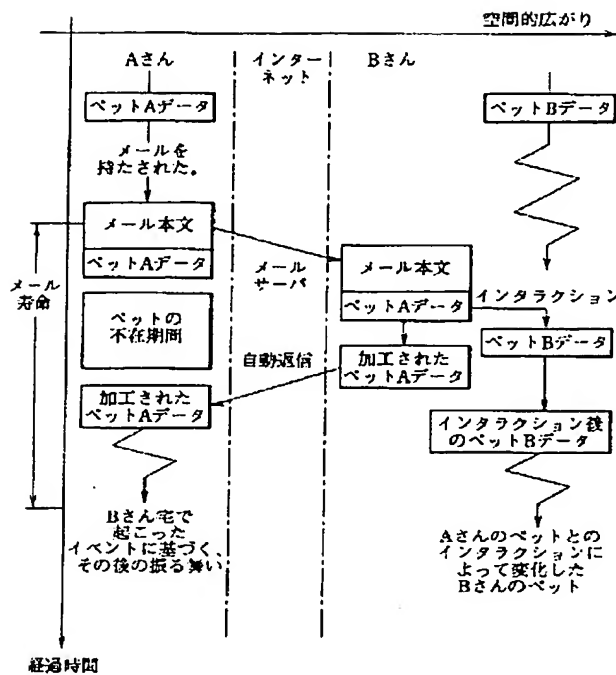 空間的広がり
Aさん
インター
ネット
Bさん
ペットAデータ
ペットBデータ
メールを
持たされた。
メール本文
ペットAデータ
メール
寿命
メール
サーバ
メール本文
ペットAデータ
インタラクション
ペットの
不在期間
ペットBデータ
自動返信
加工された
ペットAデータ
加工された
ペットAデータ
インタラクション後
のペットBデータ
Bさん宅で
起こった
イベントに基づく、
その後の振る舞い
Aさんのペットとの
インタラクションに
よって変化した
Bさんのペット
経過時間